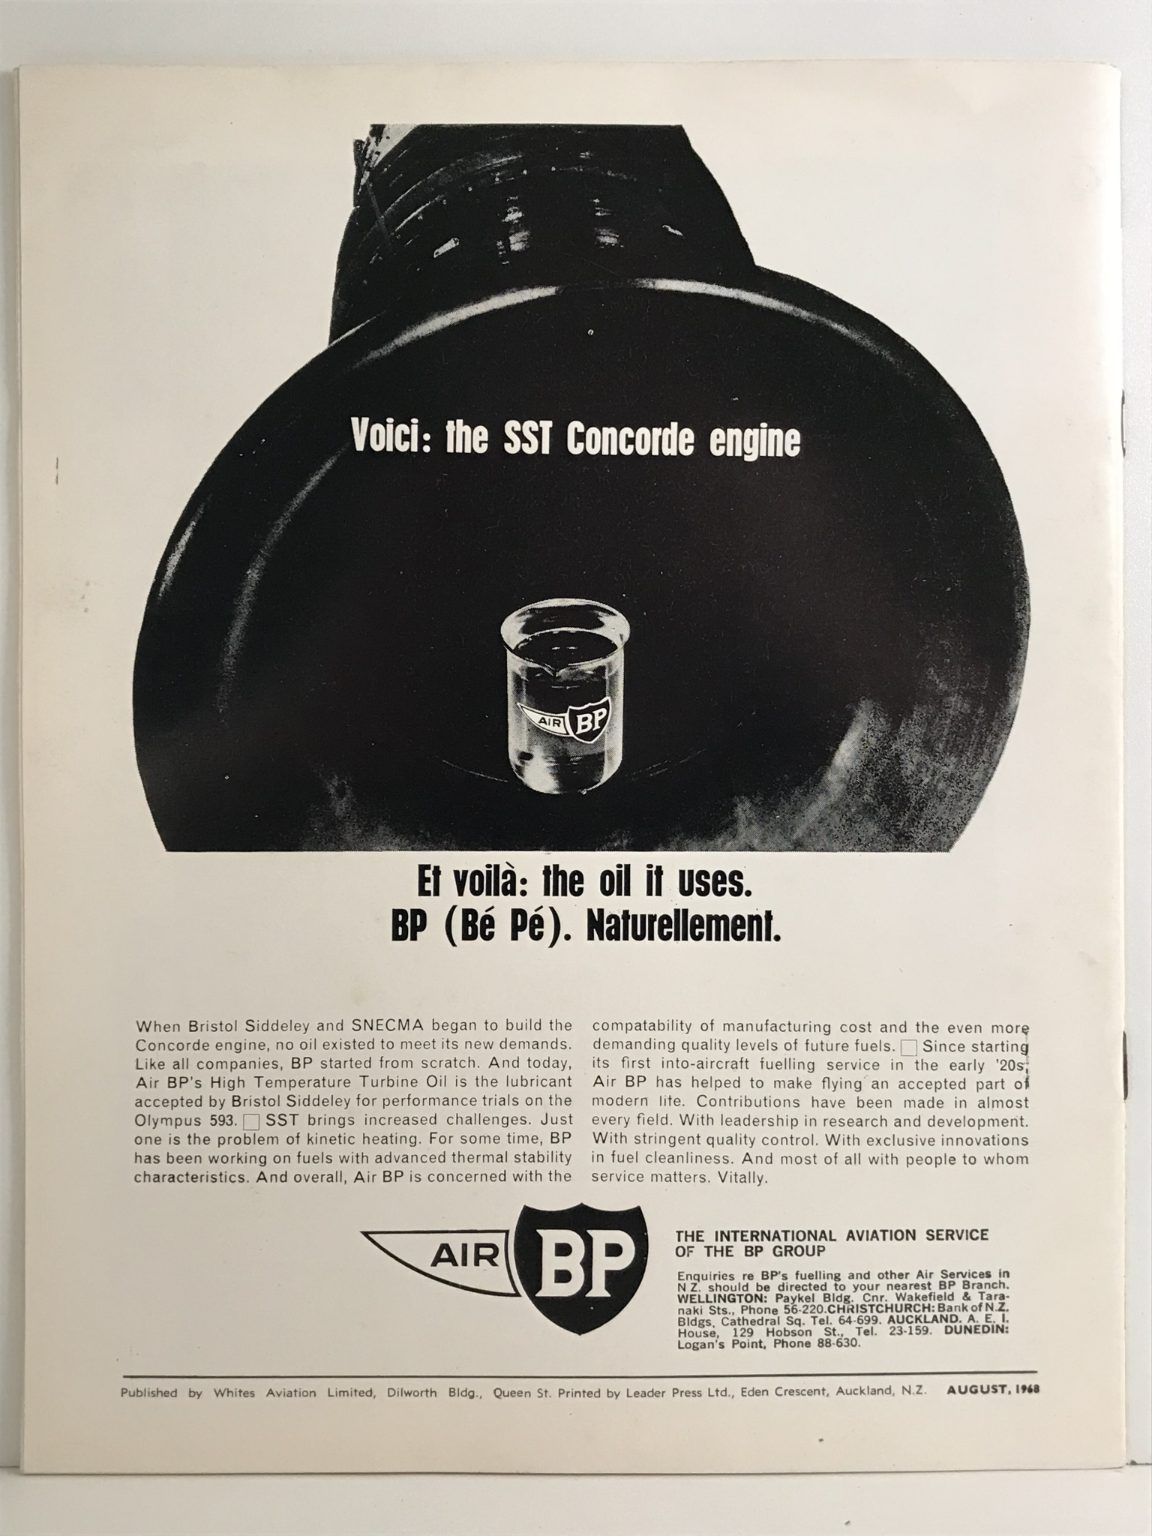 Voici: the SST Concorde engine
AIR BP
Et voilà: the oil it uses.
BP (Bé Pé). Naturellement.
When Bristol Siddeley and SNECMA began to build the
Concorde engine, no oil existed to meet its new demands.
Like all companies, BP started from scratch. And today,
Air BP's High Temperature Turbine Oil is the lubricant
accepted by Bristol Siddeley for performance trials on the
Olympus 593. □ SST brings increased challenges. Just
one is the problem of kinetic heating. For some time, BP
has been working on fuels with advanced thermal stability
characteristics. And overall, Air BP is concerned with the
compatability of manufacturing cost and the even more
demanding quality levels of future fuels. □ Since starting
its first into-aircraft fuelling service in the early '20s,
Air BP has helped to make flying an accepted part of
modern life. Contributions have been made in almost
every field. With leadership in research and development.
With stringent quality control. With exclusive innovations
in fuel cleanliness. And most of all with people to whom
service matters. Vitally.
AIR BP
THE INTERNATIONAL AVIATION SERVICE
OF THE BP GROUP
Enquiries re BP's fuelling and other Air Services in
N Z. should be directed to your nearest BP Branch.
WELLINGTON: Paykel Bldg. Cnr. Wakefield & Tara-
naki Sts., Phone 56-220. CHRISTCHURCH: Bank of N.Z.
Bldgs, Cathedral Sq. Tel. 64-699. AUCKLAND. A. E. I.
House, 129 Hobson St., Tel. 23-159. DUNEDIN:
Logan's Point, Phone 88-630.
Published by Whites Aviation Limited, Dilworth Bldg., Queen St. Printed by Leader Press Ltd., Eden Crescent, Auckland, N.Z. AUGUST, 1968